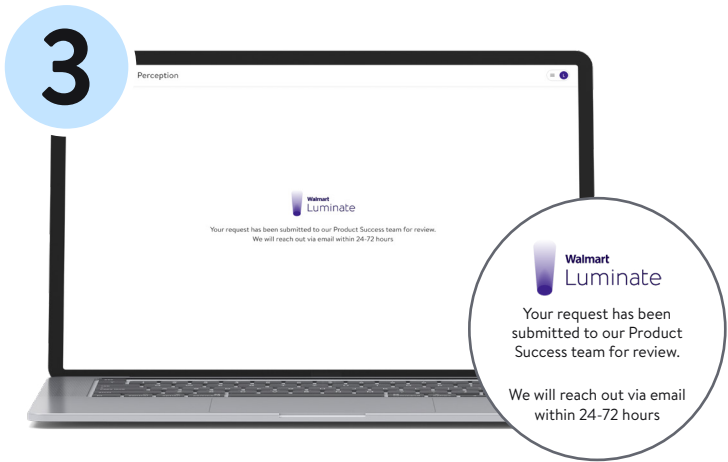 3
Perception
L
Walmart
Luminate
Your request has been submitted to our Product Success team for review.
We will reach out via email within 24-72 hours
Walmart
Luminate
Your request has been
submitted to our Product
Success team for review.
We will reach out via email
within 24-72 hours